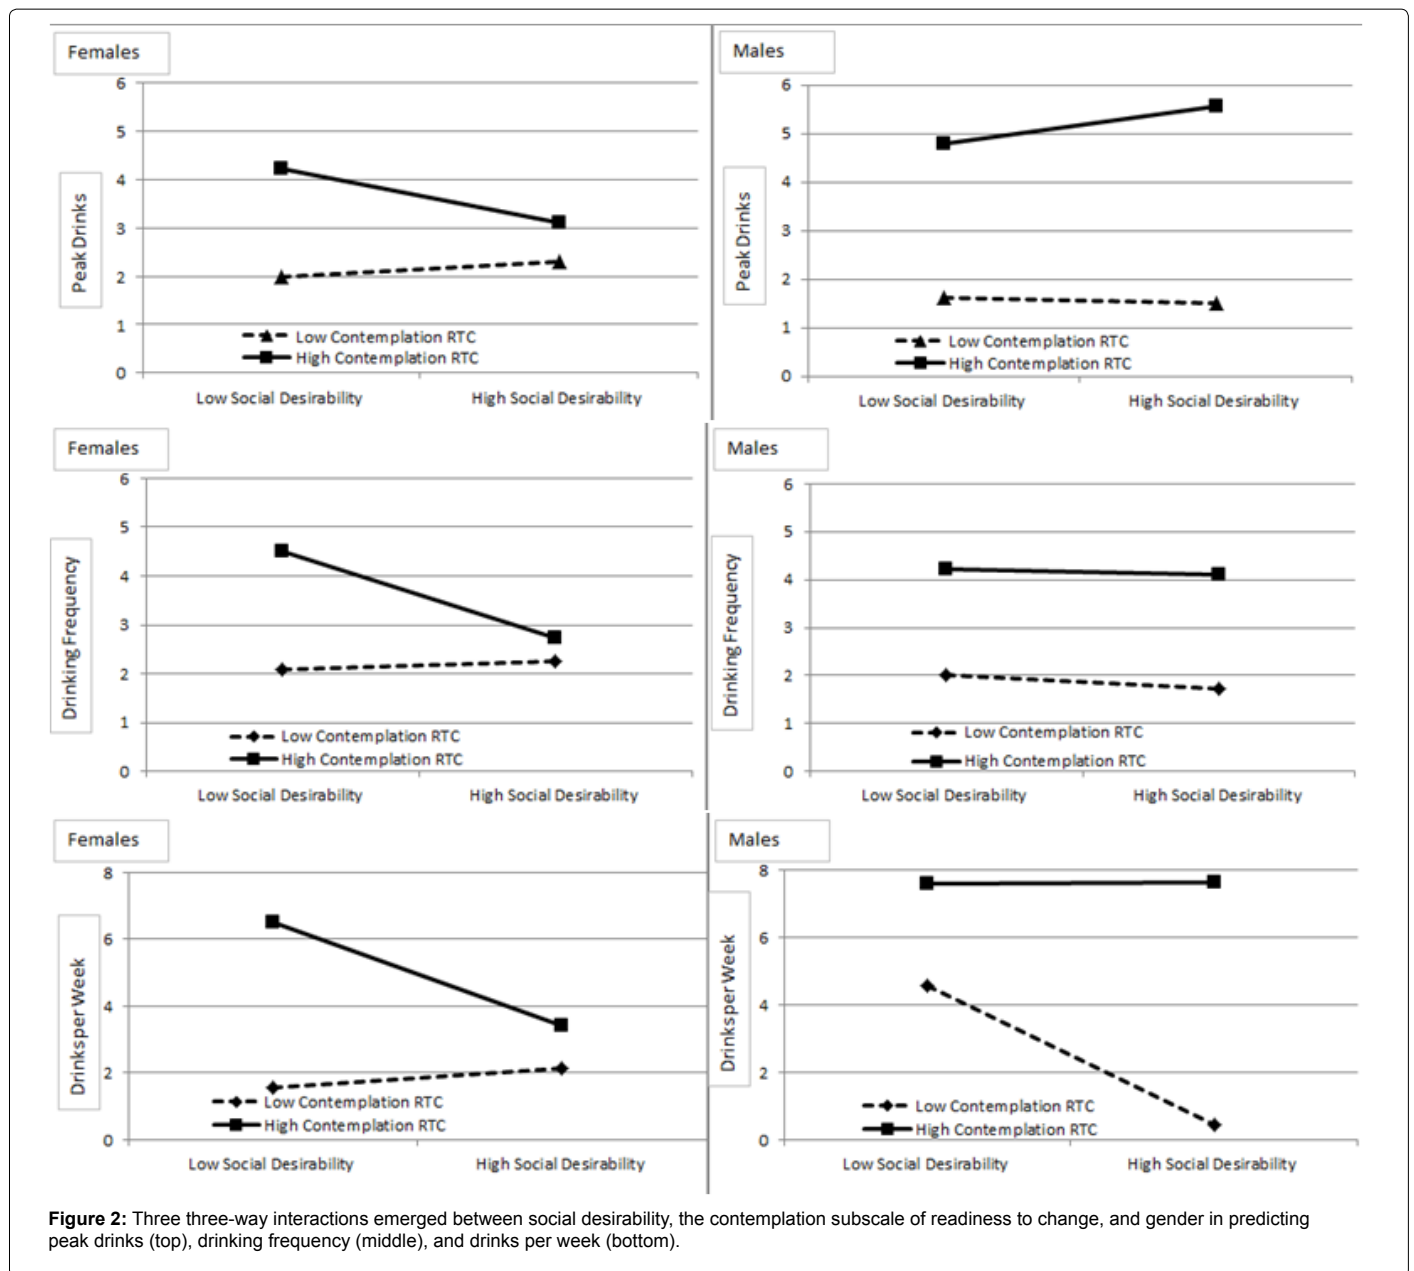 Females
6
5
4
3
2
1
0
Peak Drinks
Low Contemplation RTC
High Contemplation RTC
Low Social Desirability
High Social Desirability
Males
6
5
4
3
2
1
0
Peak Drinks
Low Contemplation RTC
High Contemplation RTC
Low Social Desirability
High Social Desirability
Females
6
5
4
3
2
1
0
Drinking Frequency
Low Contemplation RTC
High Contemplation RTC
Low Social Desirability
High Social Desirability
Males
6
5
4
3
2
1
0
Drinking Frequency
Low Contemplation RTC
High Contemplation RTC
Low Social Desirability
High Social Desirability
Females
8
6
4
2
0
Drinks per Week
Low Contemplation RTC
High Contemplation RTC
Low Social Desirability
High Social Desirability
Males
8
6
4
2
0
Drinks per Week
Low Contemplation RTC
High Contemplation RTC
Low Social Desirability
High Social Desirability
Figure 2: Three three-way interactions emerged between social desirability, the contemplation subscale of readiness to change, and gender in predicting
peak drinks (top), drinking frequency (middle), and drinks per week (bottom).